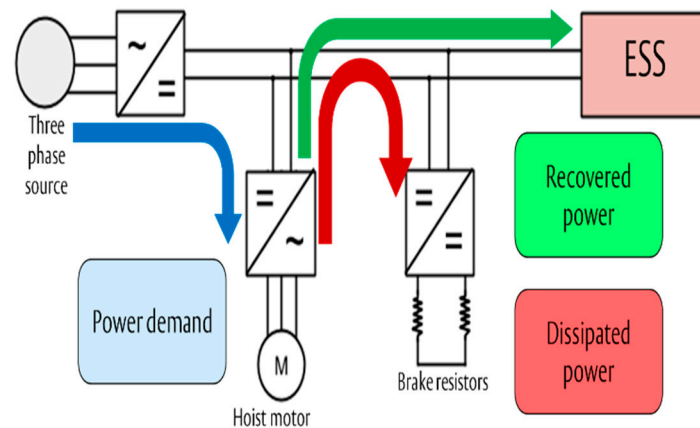 ~
=
ESS
Three
phase
source
=
~
=
=
Recovered
power
Power demand
M
Dissipated
power
Brake resistors
Hoist motor